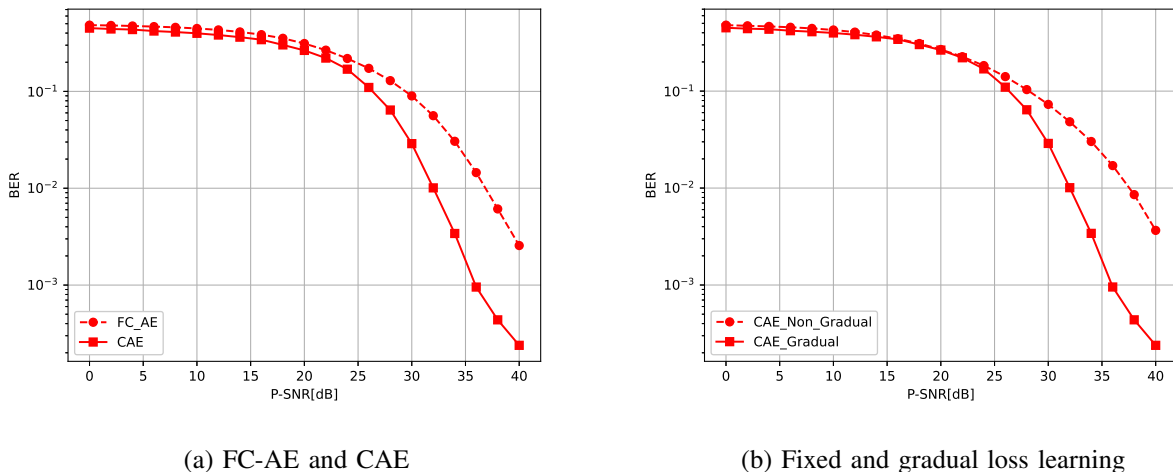 10⁻¹
10⁻²
10⁻³
BER
FC_AE
CAE
0 5 10 15 20 25 30 35 40
P-SNR[dB]
(a) FC-AE and CAE
10⁻¹
10⁻²
10⁻³
BER
CAE_Non_Gradual
CAE_Gradual
0 5 10 15 20 25 30 35 40
P-SNR[dB]
(b) Fixed and gradual loss learning